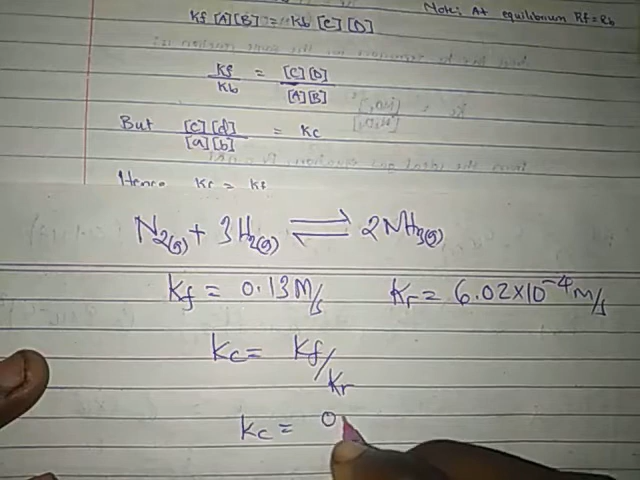 Note: At equilibrium Rf = Rb
Kf [A][B] = Kb [C][D]
Kf/Kb = [C][D]/[A][B]
But [C][d]/[a][b] = Kc
Hence Kc = Kf
N2(g) + 3H2(g) ⇌ 2NH3(g)
Kf = 0.13 M/s Kr = 6.02×10⁻⁴ M/s
Kc = Kf/Kr
Kc = 0.